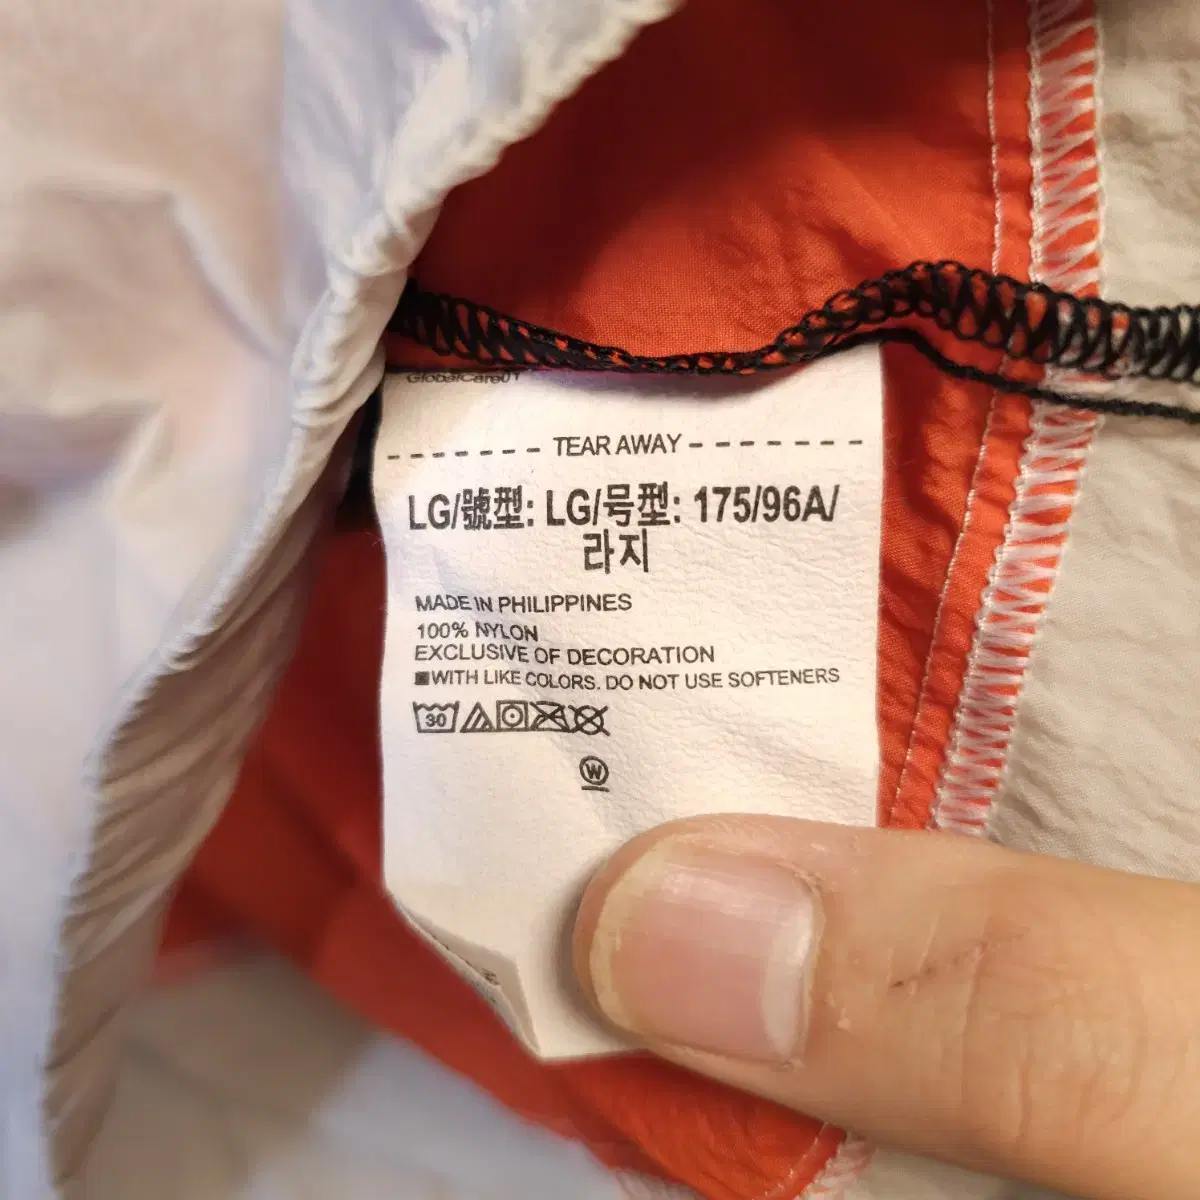 GlobalCare01
TEAR AWAY
LG/號型: LG/号型: 175/96A/
라지
MADE IN PHILIPPINES
100% NYLON
EXCLUSIVE OF DECORATION
■WITH LIKE COLORS. DO NOT USE SOFTENERS
30
W